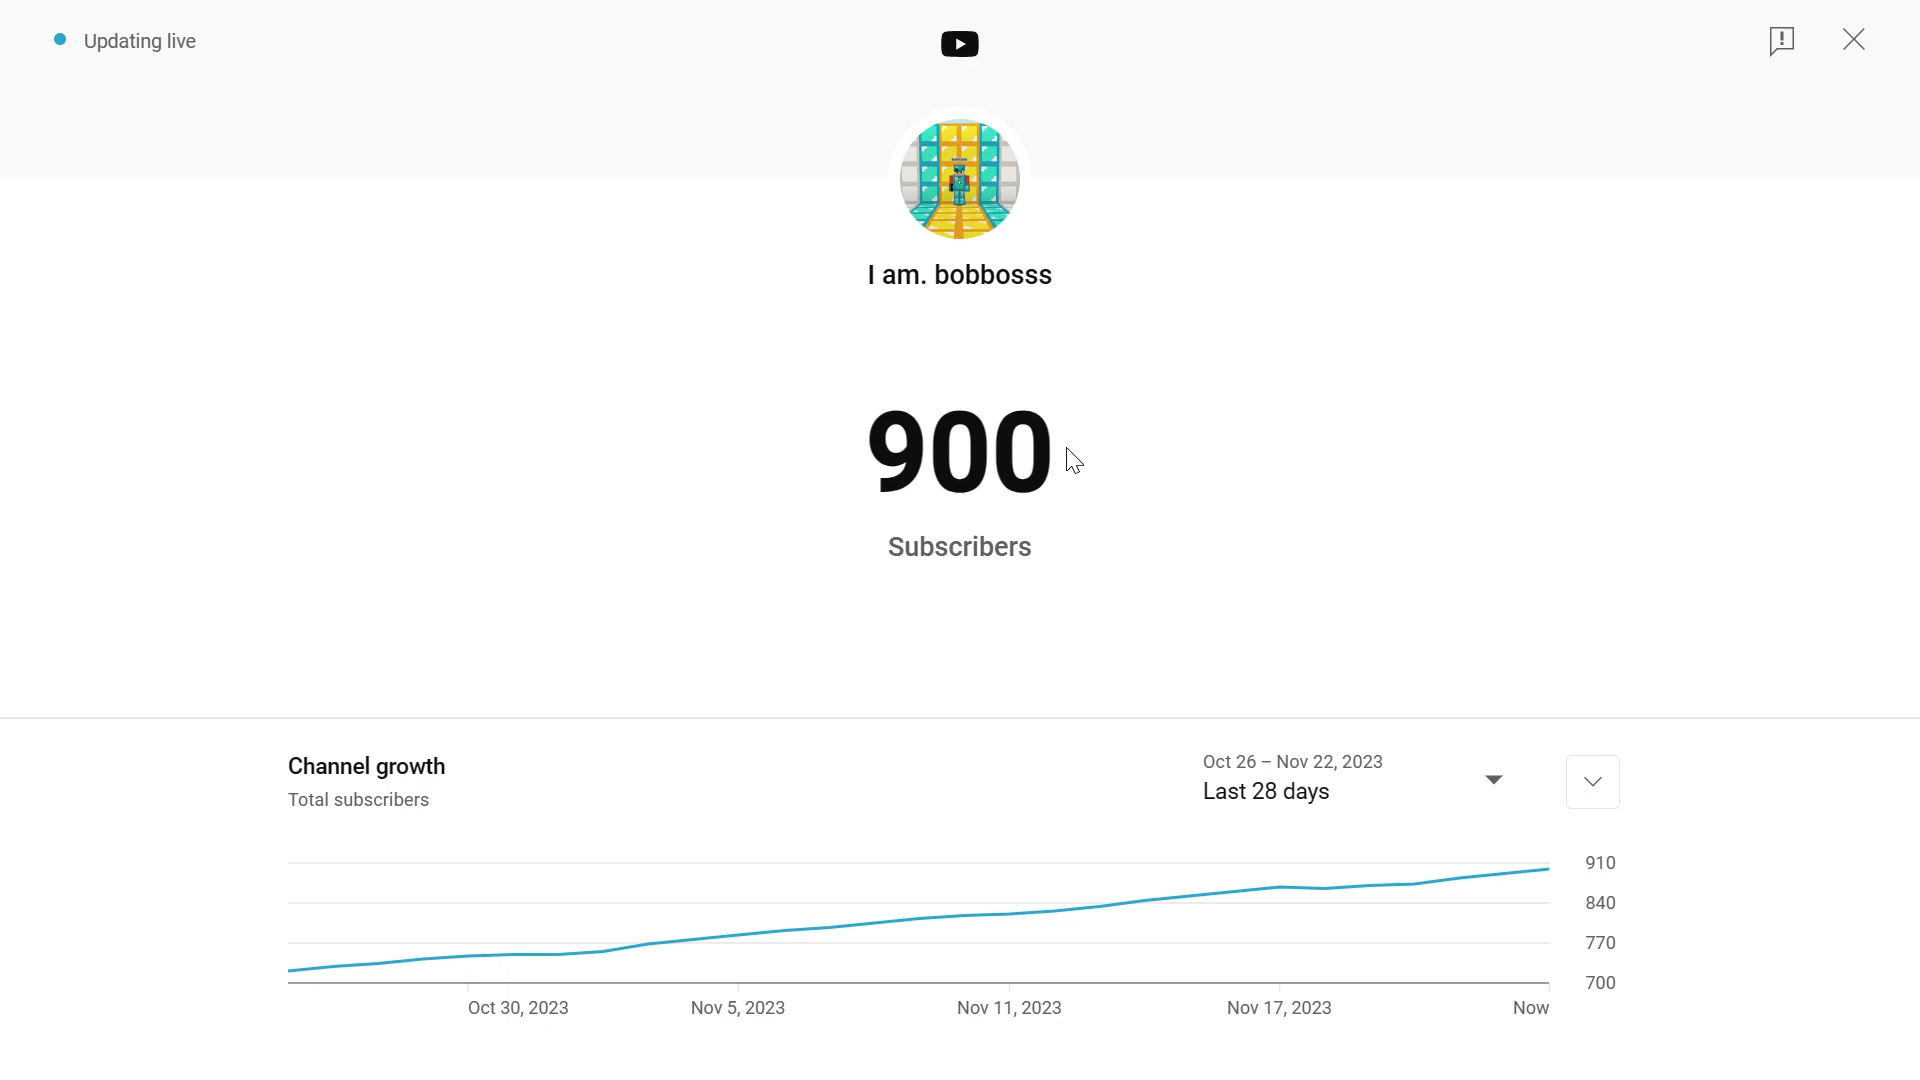 Updating live
I am. bobbosss
900
Subscribers
Channel growth
Total subscribers
Oct 26 – Nov 22, 2023
Last 28 days
910
840
770
700
Oct 30, 2023
Nov 5, 2023
Nov 11, 2023
Nov 17, 2023
Now